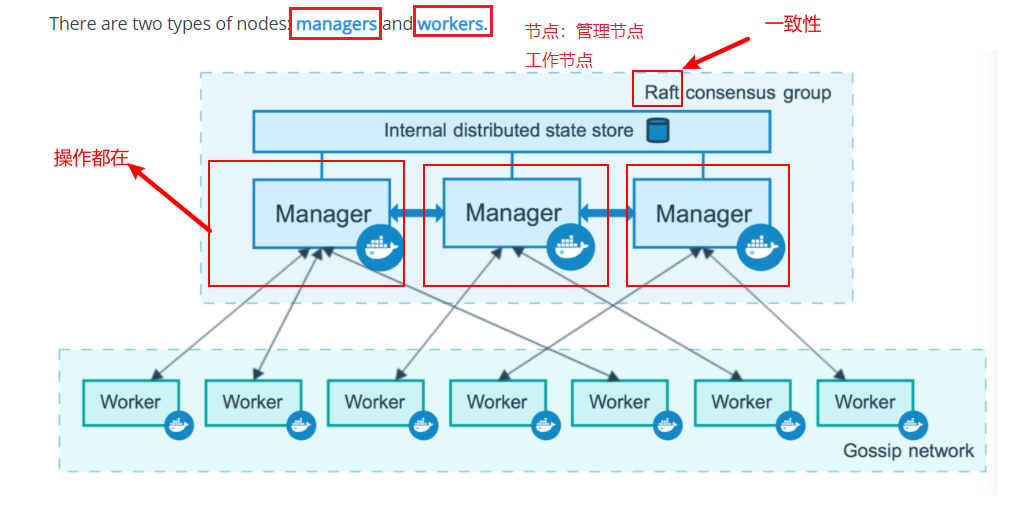 There are two types of nodes: managers and workers.
节点：管理节点
工作节点
一致性
Raft consensus group
Internal distributed state store
操作都在
Manager
Manager
Manager
Worker
Worker
Worker
Worker
Worker
Worker
Worker
Gossip network